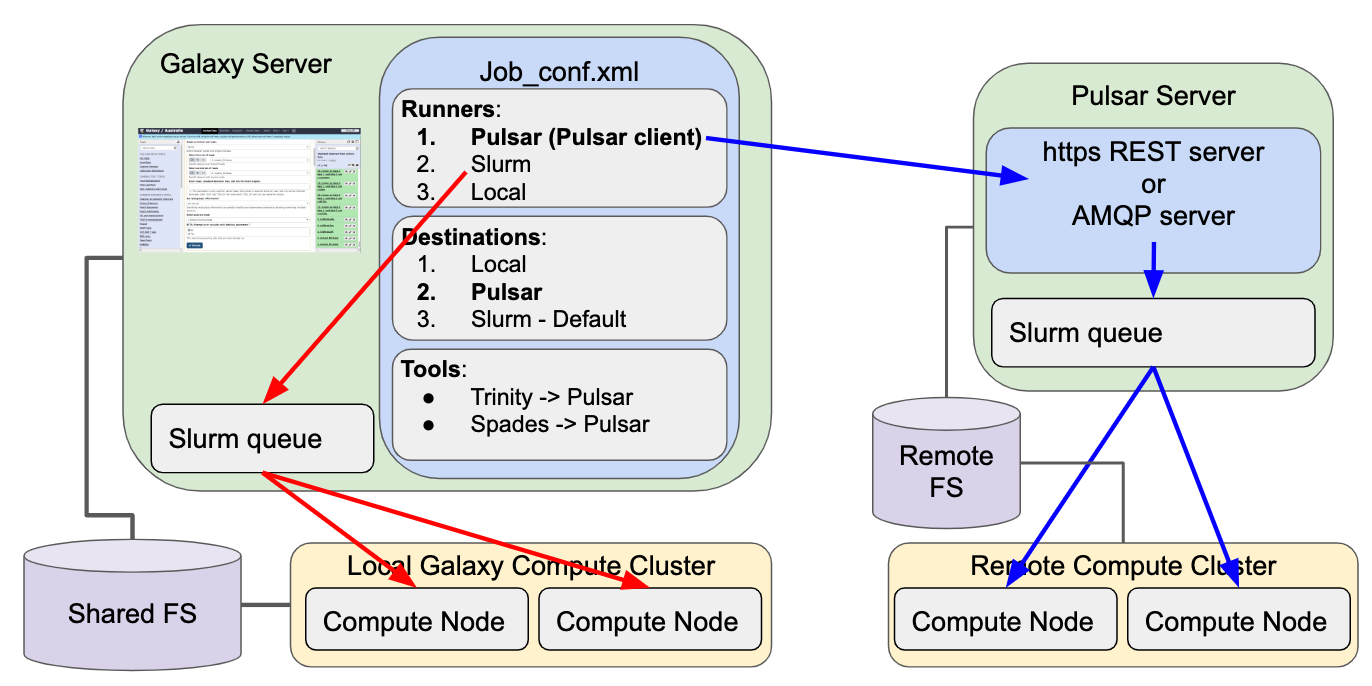 Galaxy Server
Job_conf.xml
Runners:
1. Pulsar (Pulsar client)
2. Slurm
3. Local
Destinations:
1. Local
2. Pulsar
3. Slurm - Default
Tools:
● Trinity -> Pulsar
● Spades -> Pulsar
Slurm queue
Shared FS
Local Galaxy Compute Cluster
Compute Node
Compute Node
Pulsar Server
https REST server
or
AMQP server
Slurm queue
Remote
FS
Remote Compute Cluster
Compute Node
Compute Node